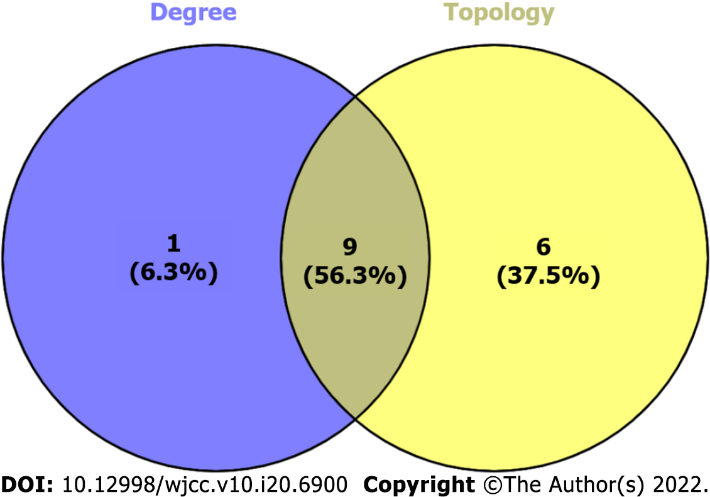 Degree Topology
1 9 6
(6.3%) (56.3%) (37.5%)
DOI: 10.12998/wjcc.v10.i20.6900 Copyright ©The Author(s) 2022.